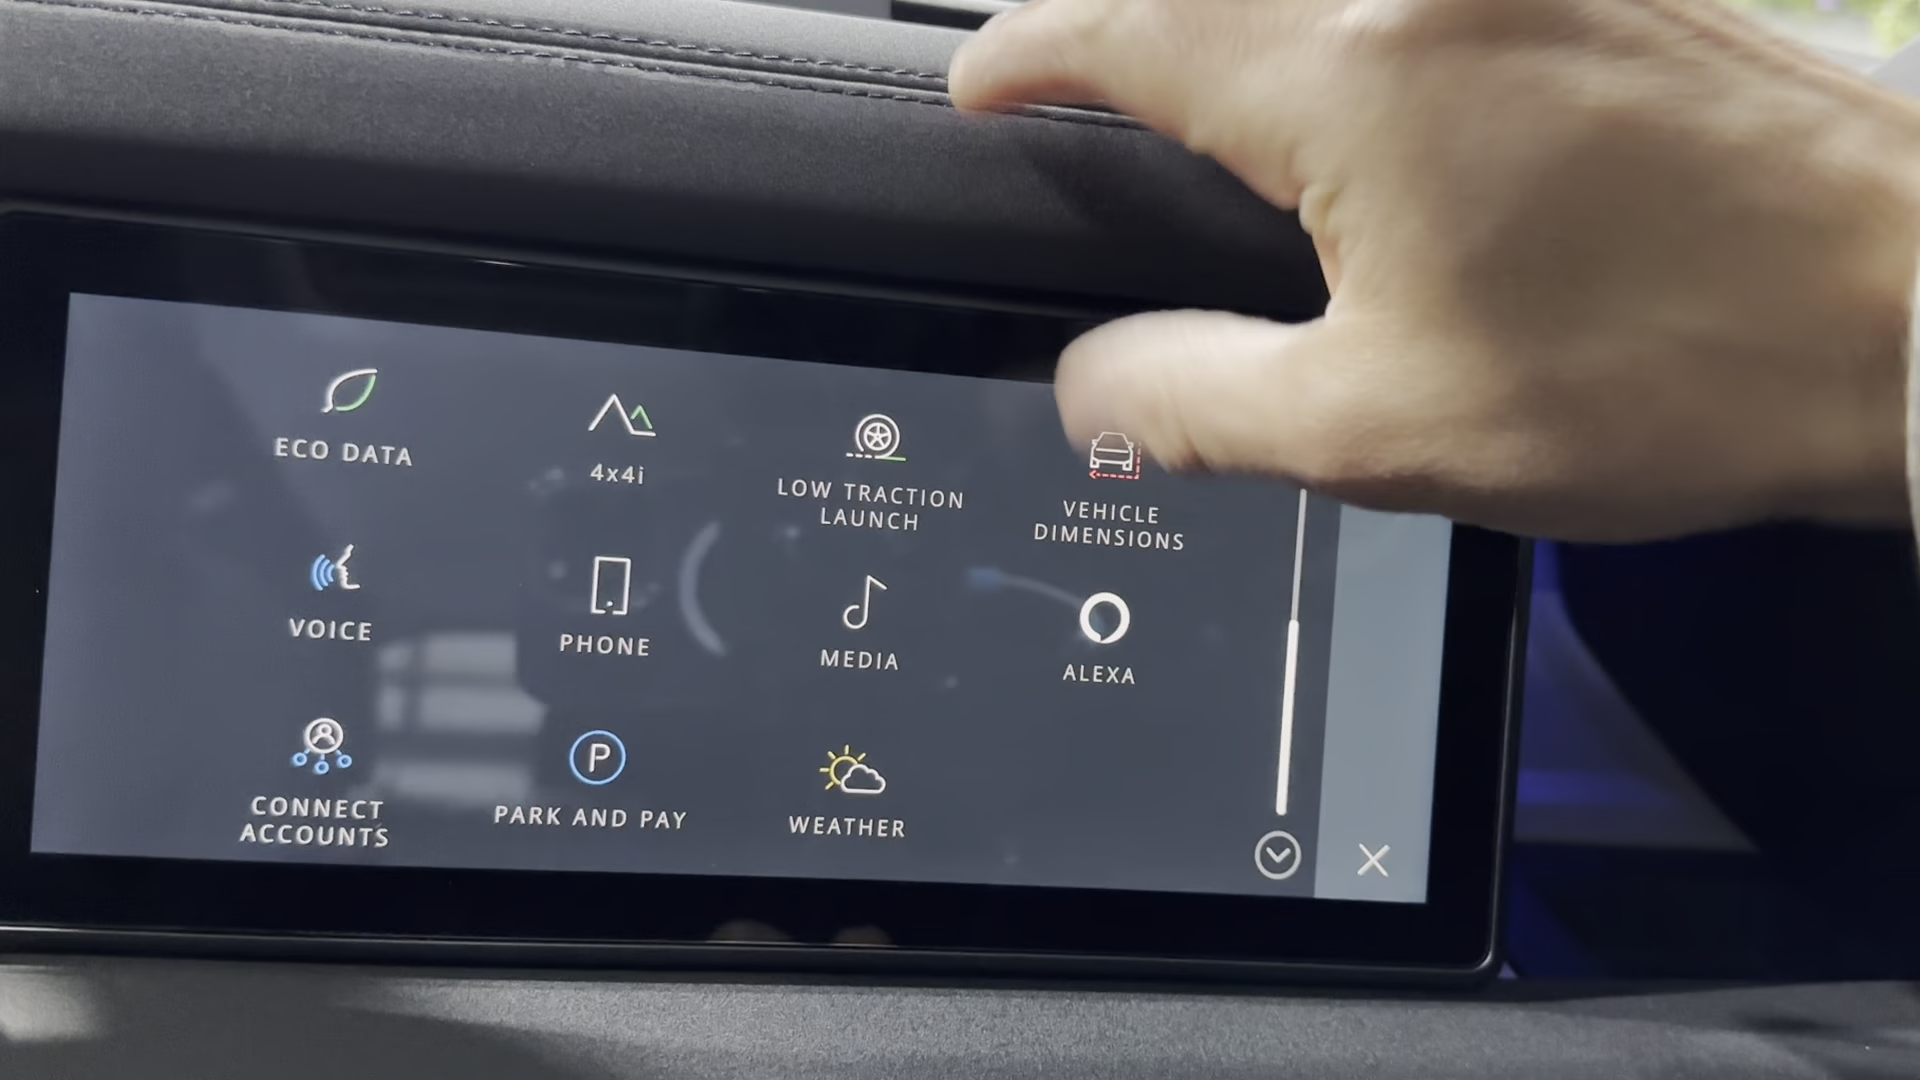 ECO DATA
4x4i
LOW TRACTION
LAUNCH
VEHICLE
DIMENSIONS
VOICE
PHONE
MEDIA
ALEXA
CONNECT
ACCOUNTS
P
PARK AND PAY
WEATHER